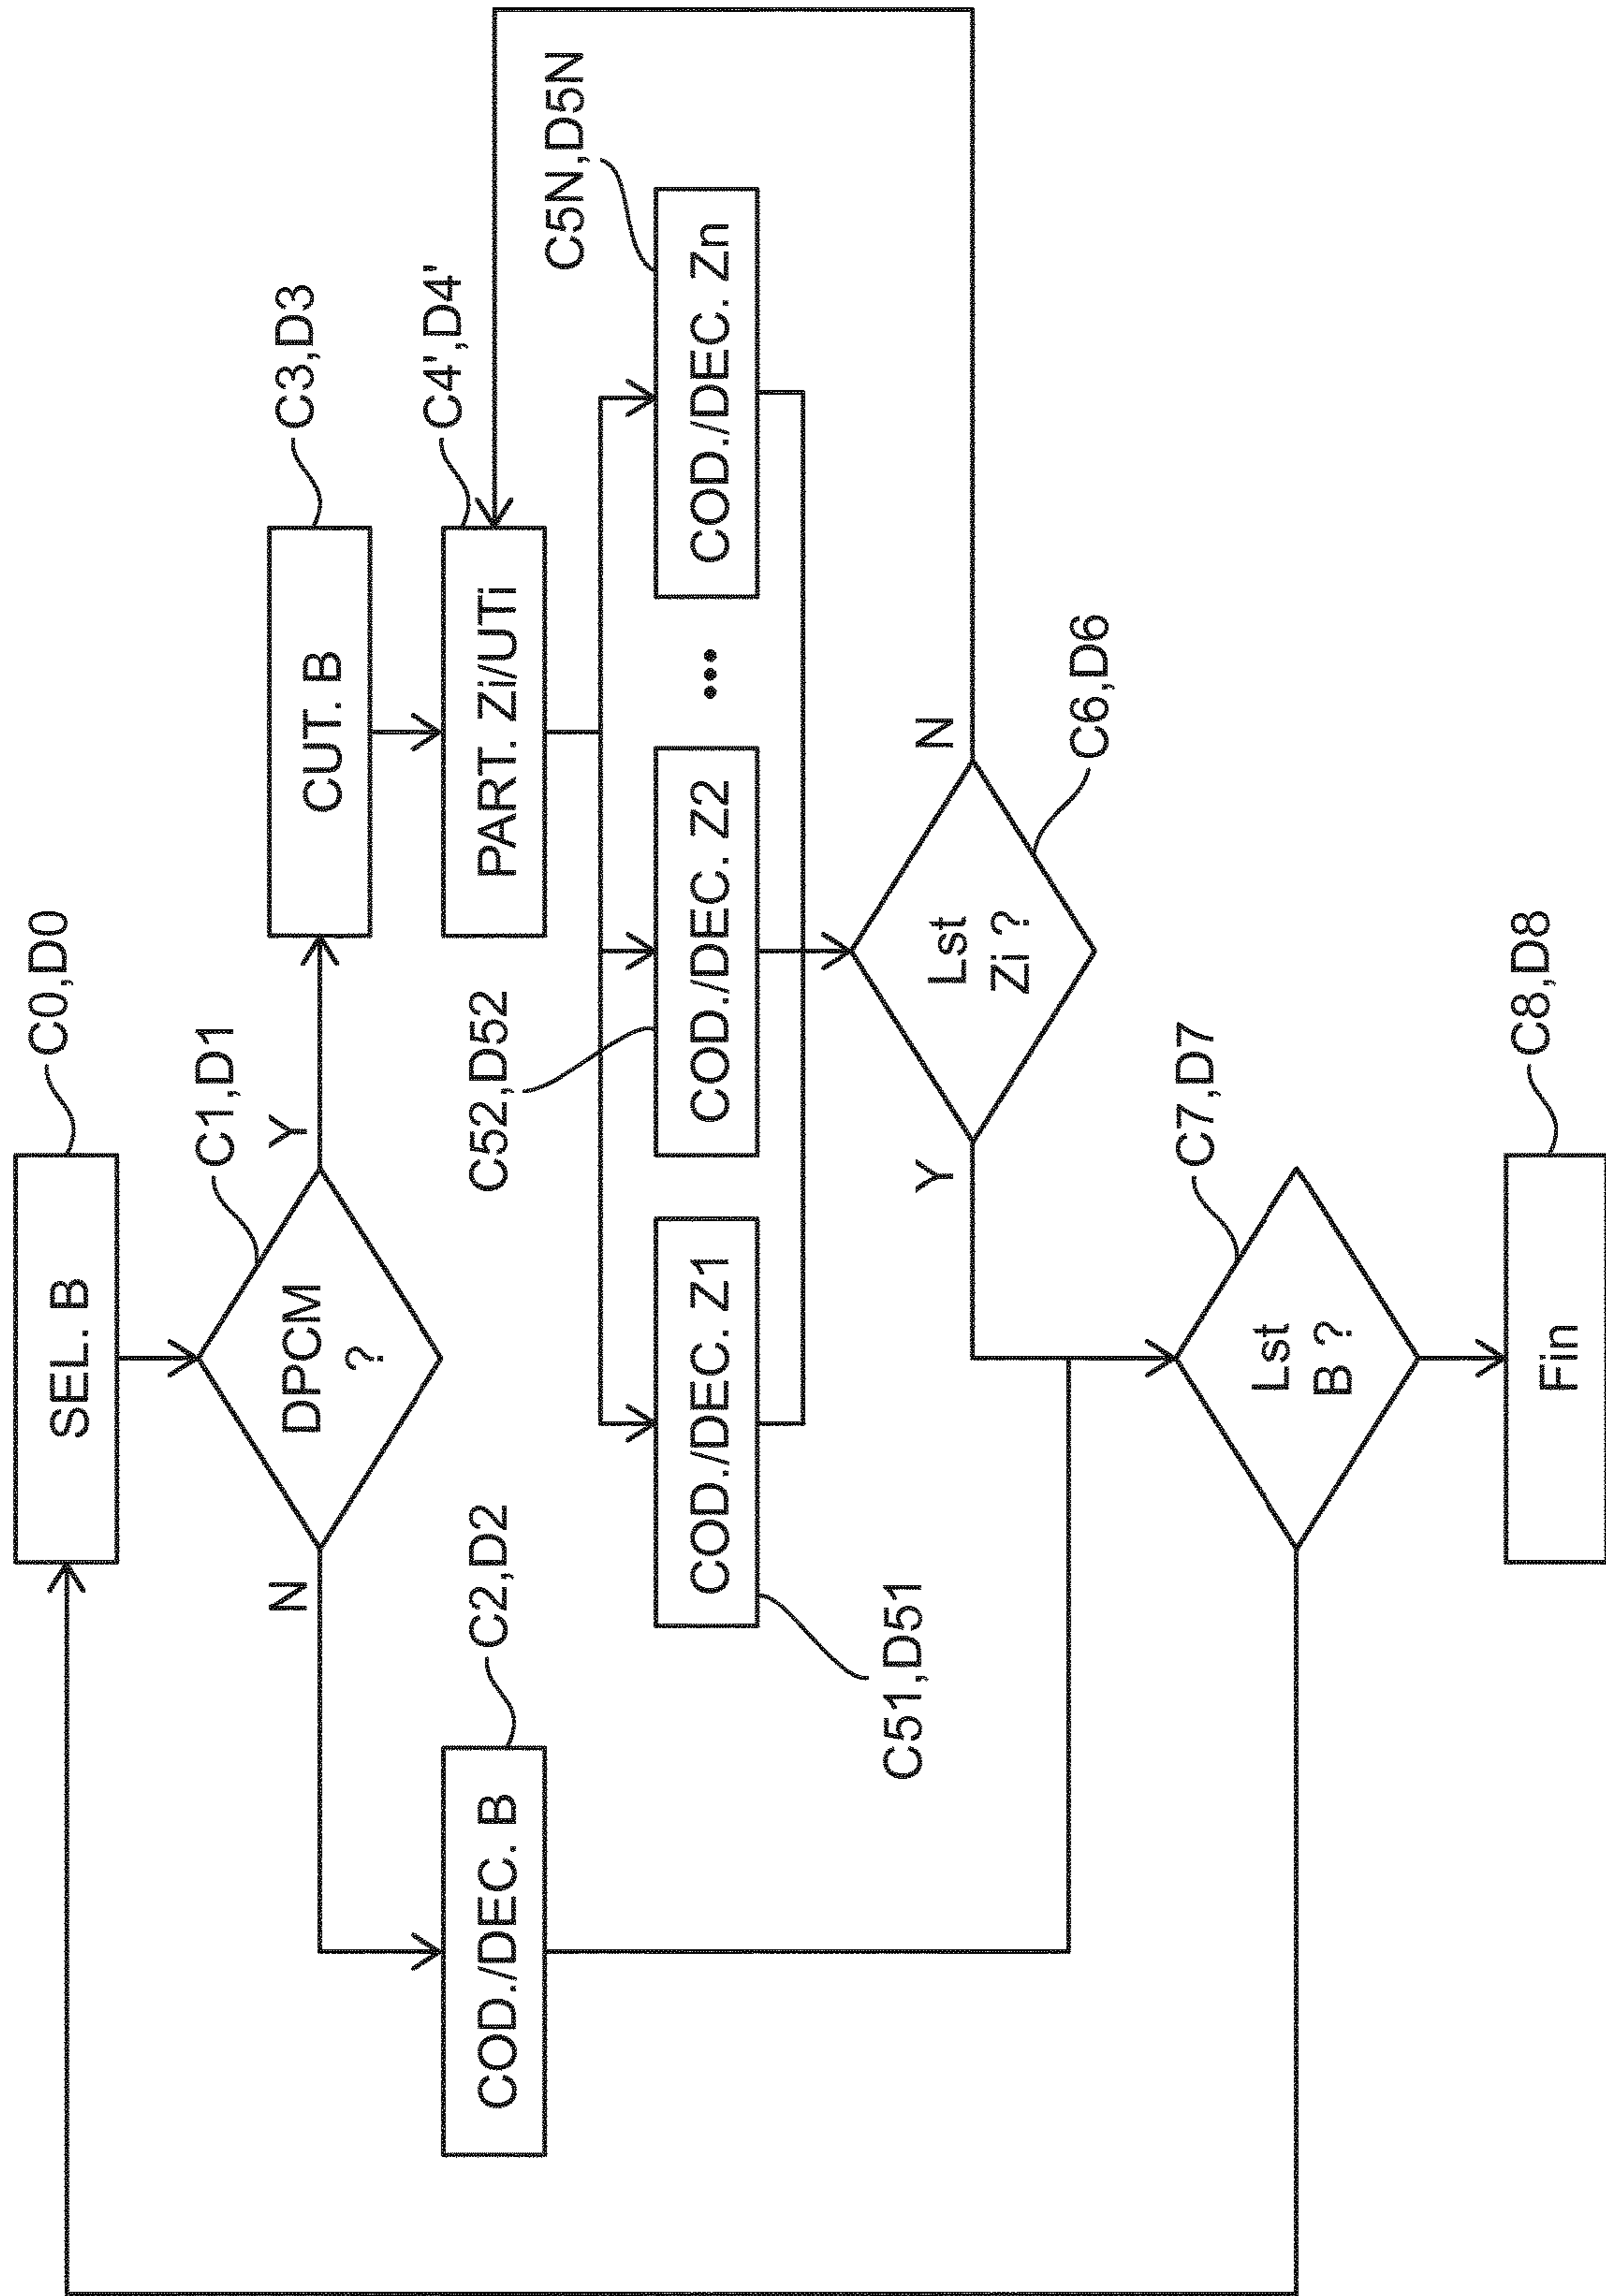 SEL. B
C0,D0
DPCM
?
C1,D1
N
Y
COD./DEC. B
C2,D2
CUT. B
C3,D3
PART. Zi/UTi
C4',D4'
COD./DEC. Z1
C51,D51
COD./DEC. Z2
C52,D52
...
COD./DEC. Zn
C5N,D5N
Lst
Zi ?
C6,D6
Y
N
Lst
B ?
C7,D7
Fin
C8,D8